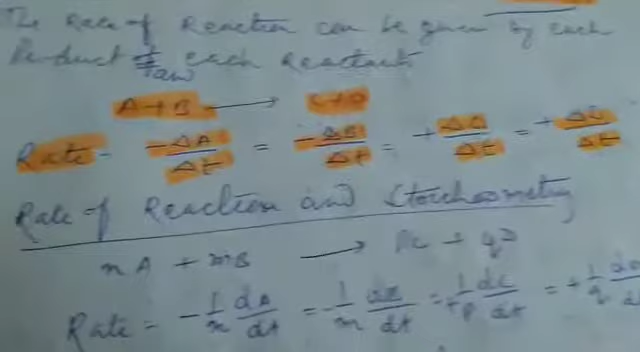 The Rate of Reaction can be given by each
Product & each Reactant
A + B → C + D
Rate = -ΔA/Δt = -ΔB/Δt = +ΔC/Δt = +ΔD/Δt
Rate of Reaction and Stoicheometry
nA + mB → Pc + qD
Rate = -1/n dA/dt = -1/m dB/dt = +1/p dC/dt = +1/q